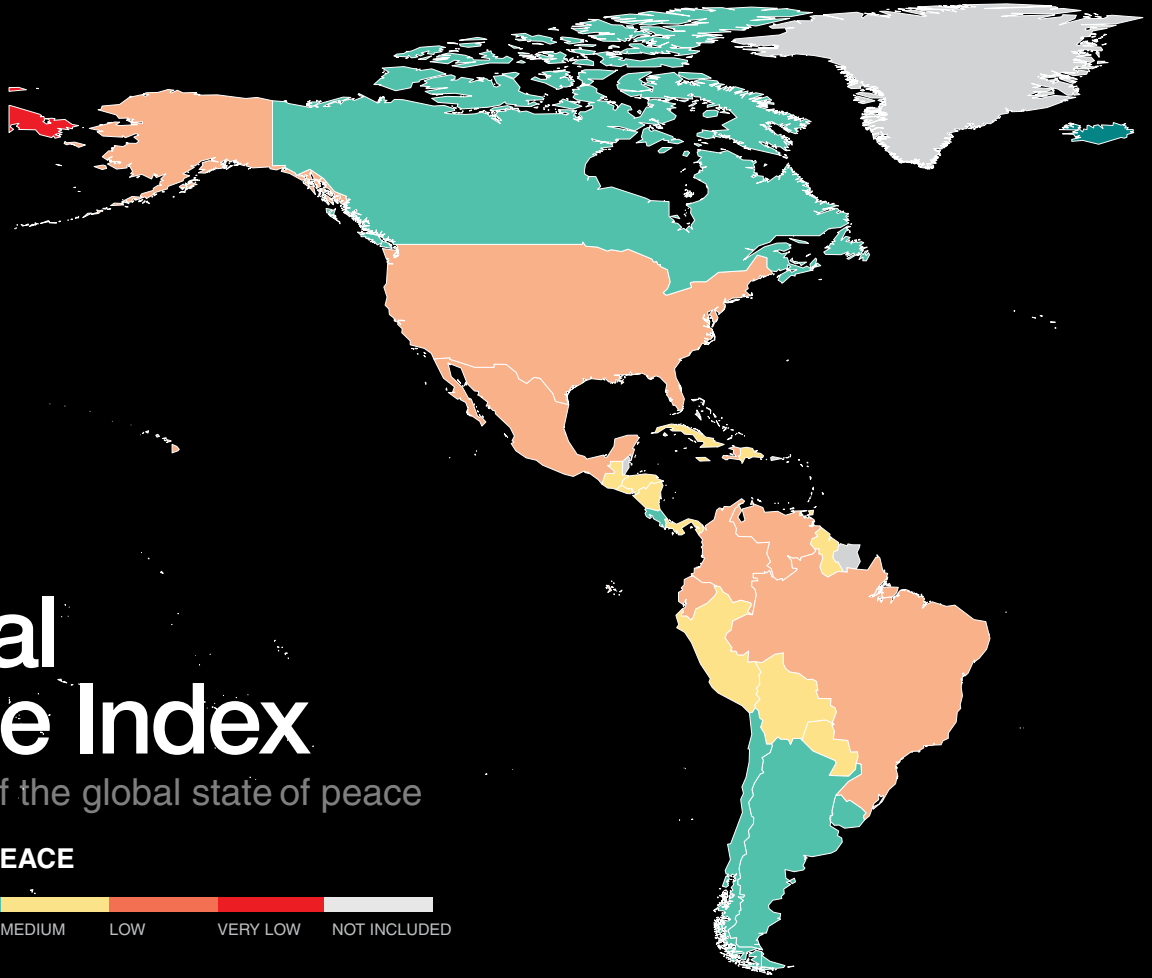 al
e Index
f the global state of peace
EACE
MEDIUM LOW VERY LOW NOT INCLUDED